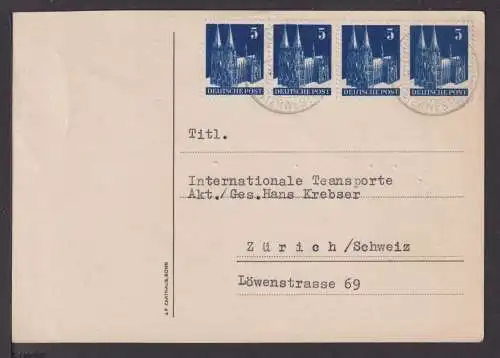 5 5 5 5
DEUTSCHE POST DEUTSCHE POST DEUTSCHE POST DEUTSCHE POST
Titl.
Internationale Teansporte
Akt./Ges.Hans Krebser
Zürich/Schweiz
Löwenstrasse 69